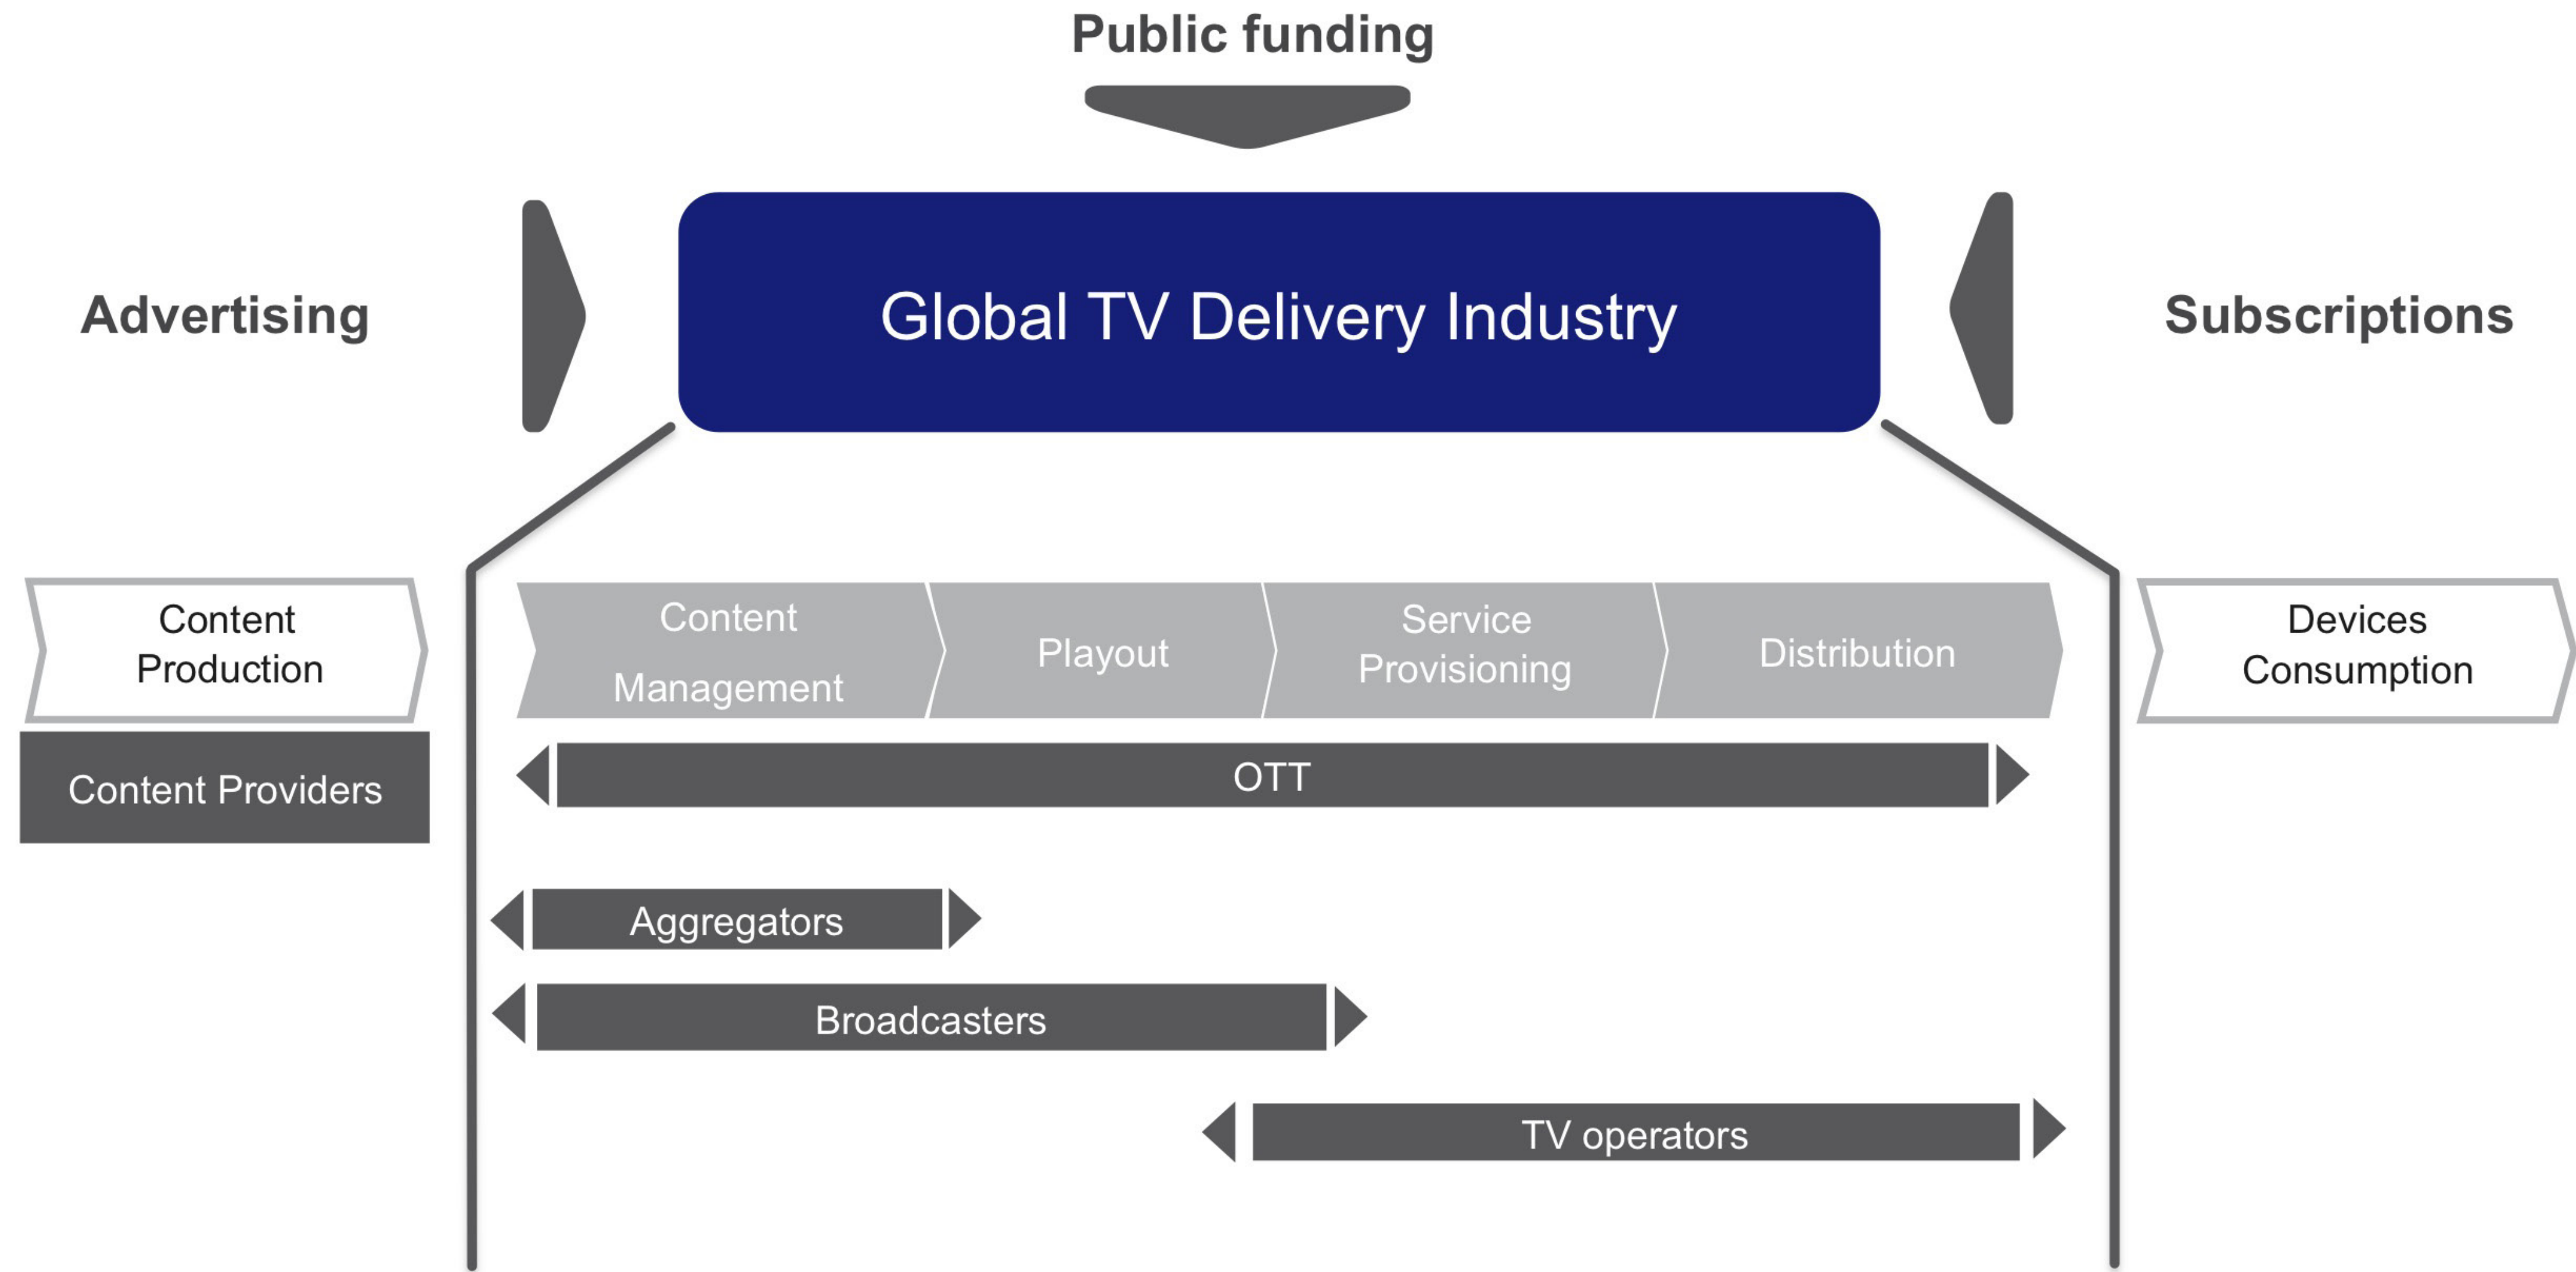 Public funding
Advertising
Global TV Delivery Industry
Subscriptions
Content
Production
Content
Management
Playout
Service
Provisioning
Distribution
Devices
Consumption
Content Providers
OTT
Aggregators
Broadcasters
TV operators